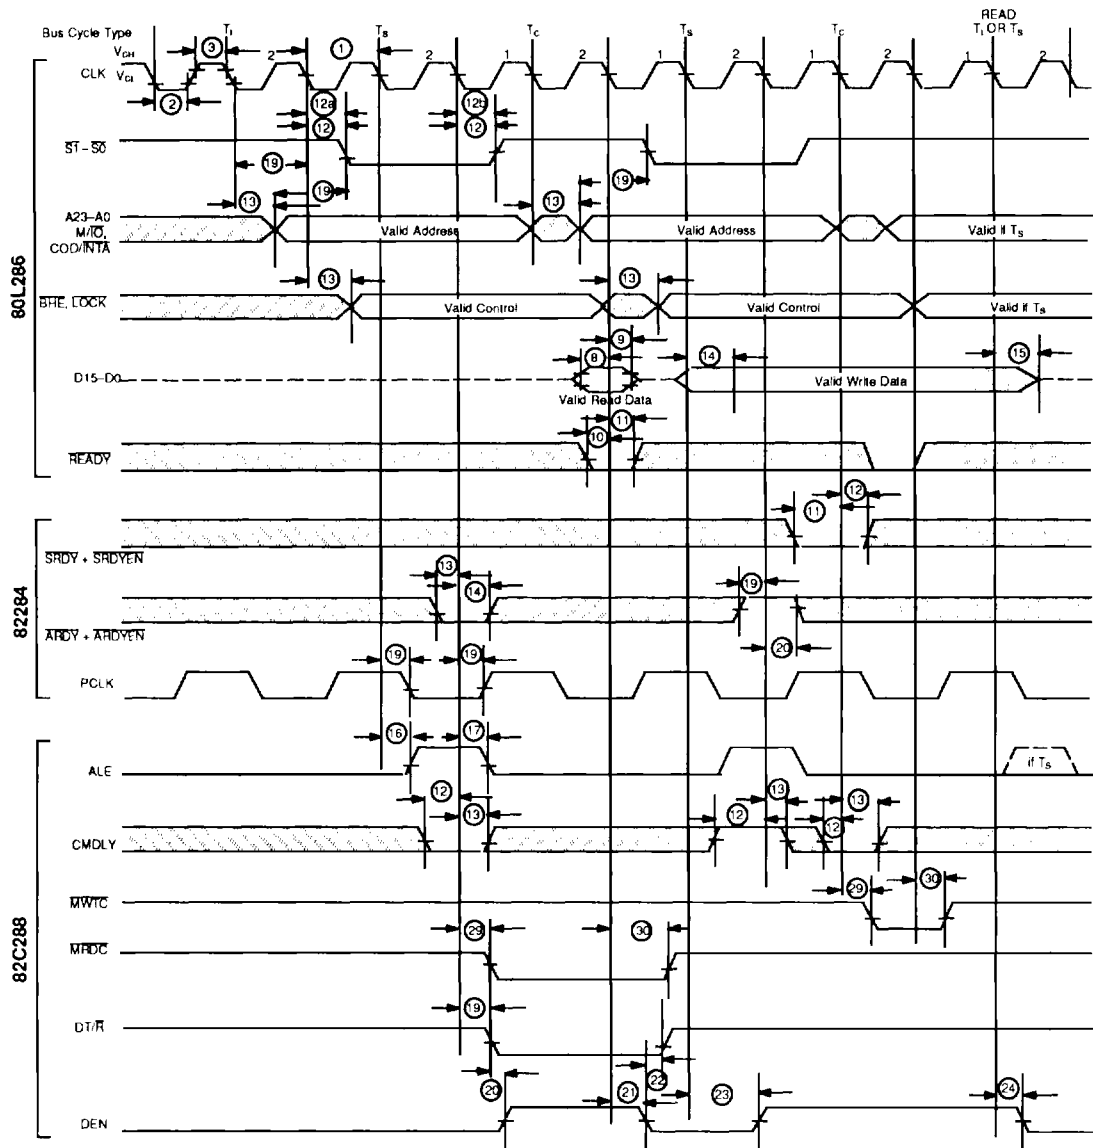 READ
Bus Cycle Type TI TS TC TS TC TI OR TS
VCH 3 2 1 1 2 1 2 1 2 1 2 1 2
CLK VCL
2 12a 12b
12 12
S1 – S0
19 19 19
13 13
A23–A0
M/IO,
COD/INTA
Valid Address Valid Address Valid if TS
13 13
BHE, LOCK Valid Control Valid Control Valid if TS
9
8 14 15
D15–D0 Valid Write Data
Valid Read Data
11
10
READY
80L286
12
11
SRDY + SRDYEN
13 19
14
20
ARDY + ARDYEN
19 19
PCLK
82284
16 17
ALE if TS
12 13 13
13 12 12
CMDLY
29 30
MWTC
29 30
MRDC
19
DT/R
20 21 22 23 24
DEN
82C288